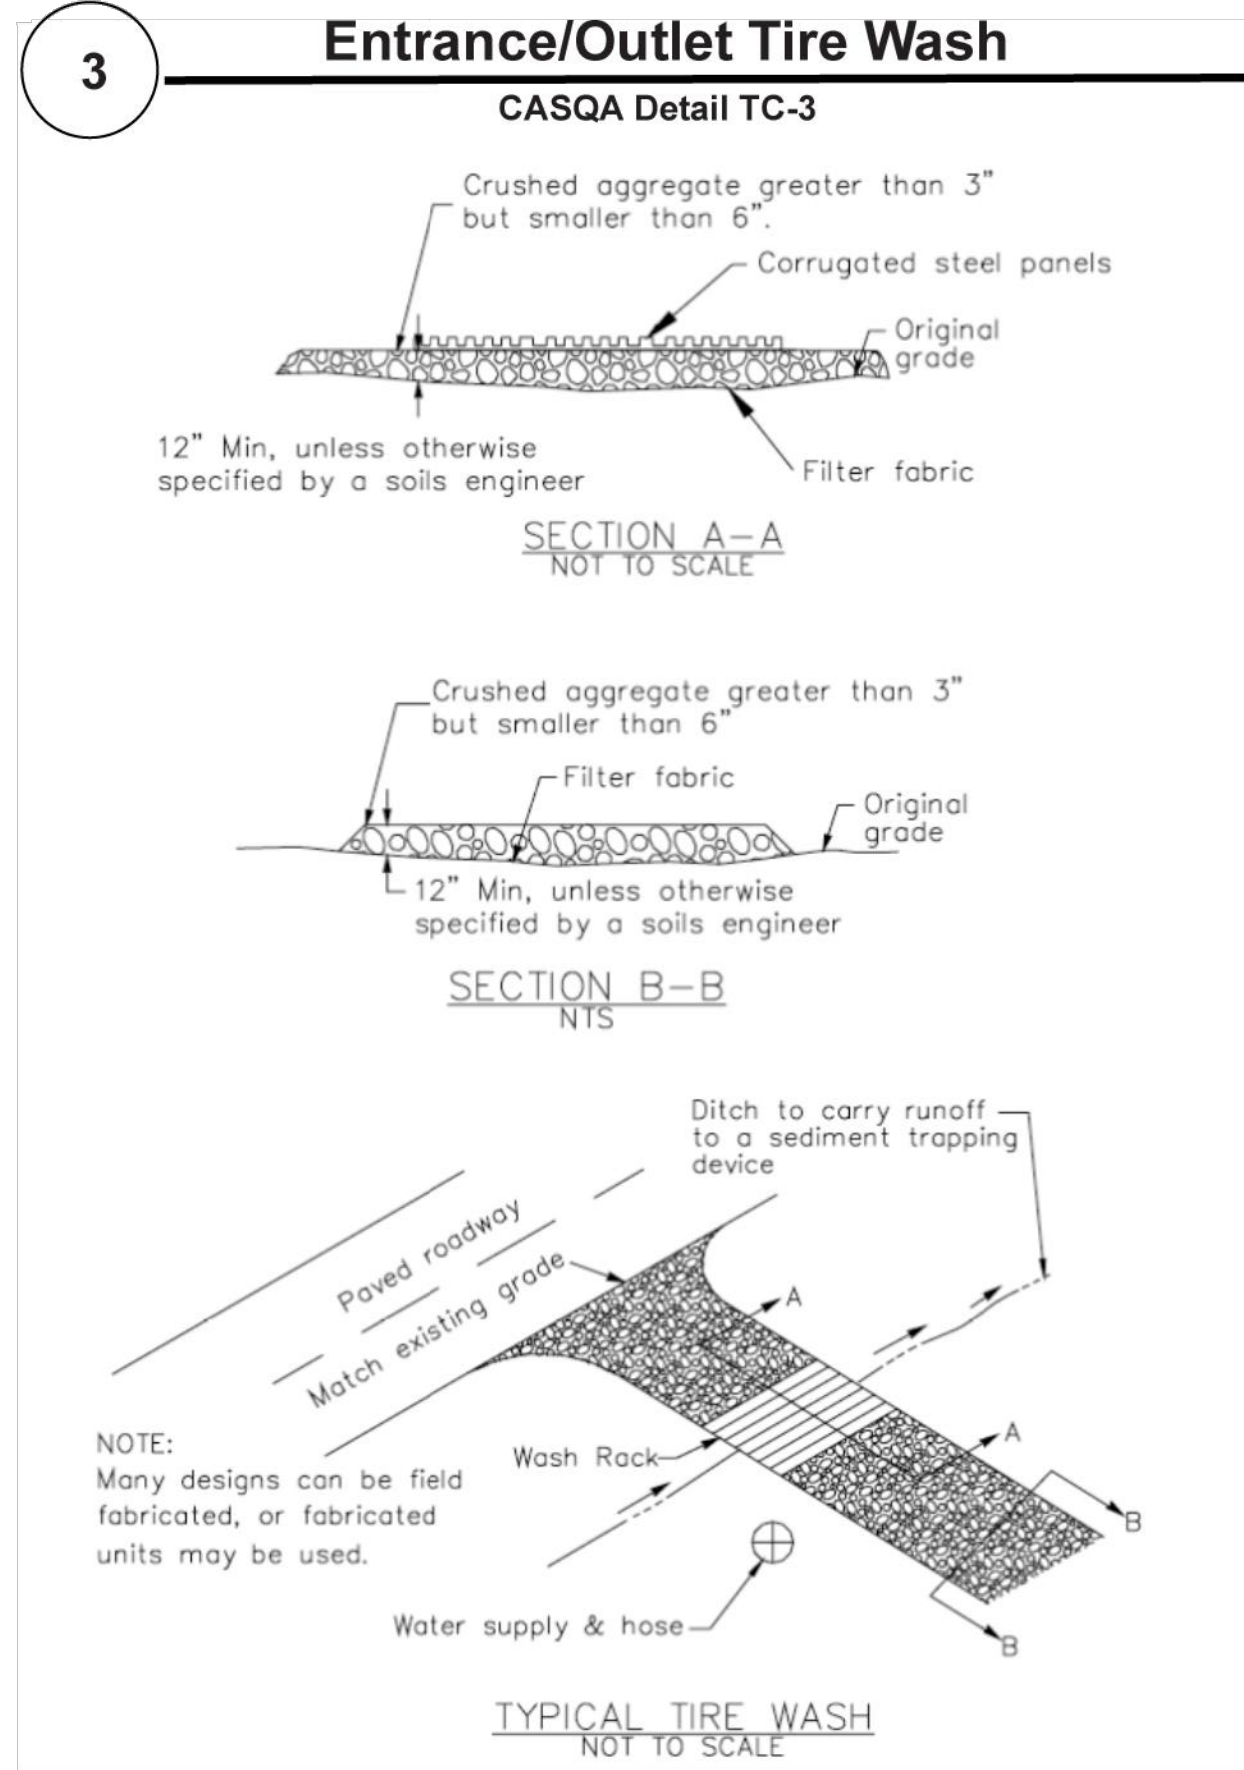 3
Entrance/Outlet Tire Wash
CASQA Detail TC-3
Crushed aggregate greater than 3"
but smaller than 6".
Corrugated steel panels
Original
grade
12" Min, unless otherwise
specified by a soils engineer
Filter fabric
SECTION A-A
NOT TO SCALE
Crushed aggregate greater than 3"
but smaller than 6"
Filter fabric
Original
grade
12" Min, unless otherwise
specified by a soils engineer
SECTION B-B
NTS
Ditch to carry runoff
to a sediment trapping
device
Paved roadway
Match existing grade
A
A
NOTE:
Many designs can be field
fabricated, or fabricated
units may be used.
Wash Rack
B
Water supply & hose
B
TYPICAL TIRE WASH
NOT TO SCALE